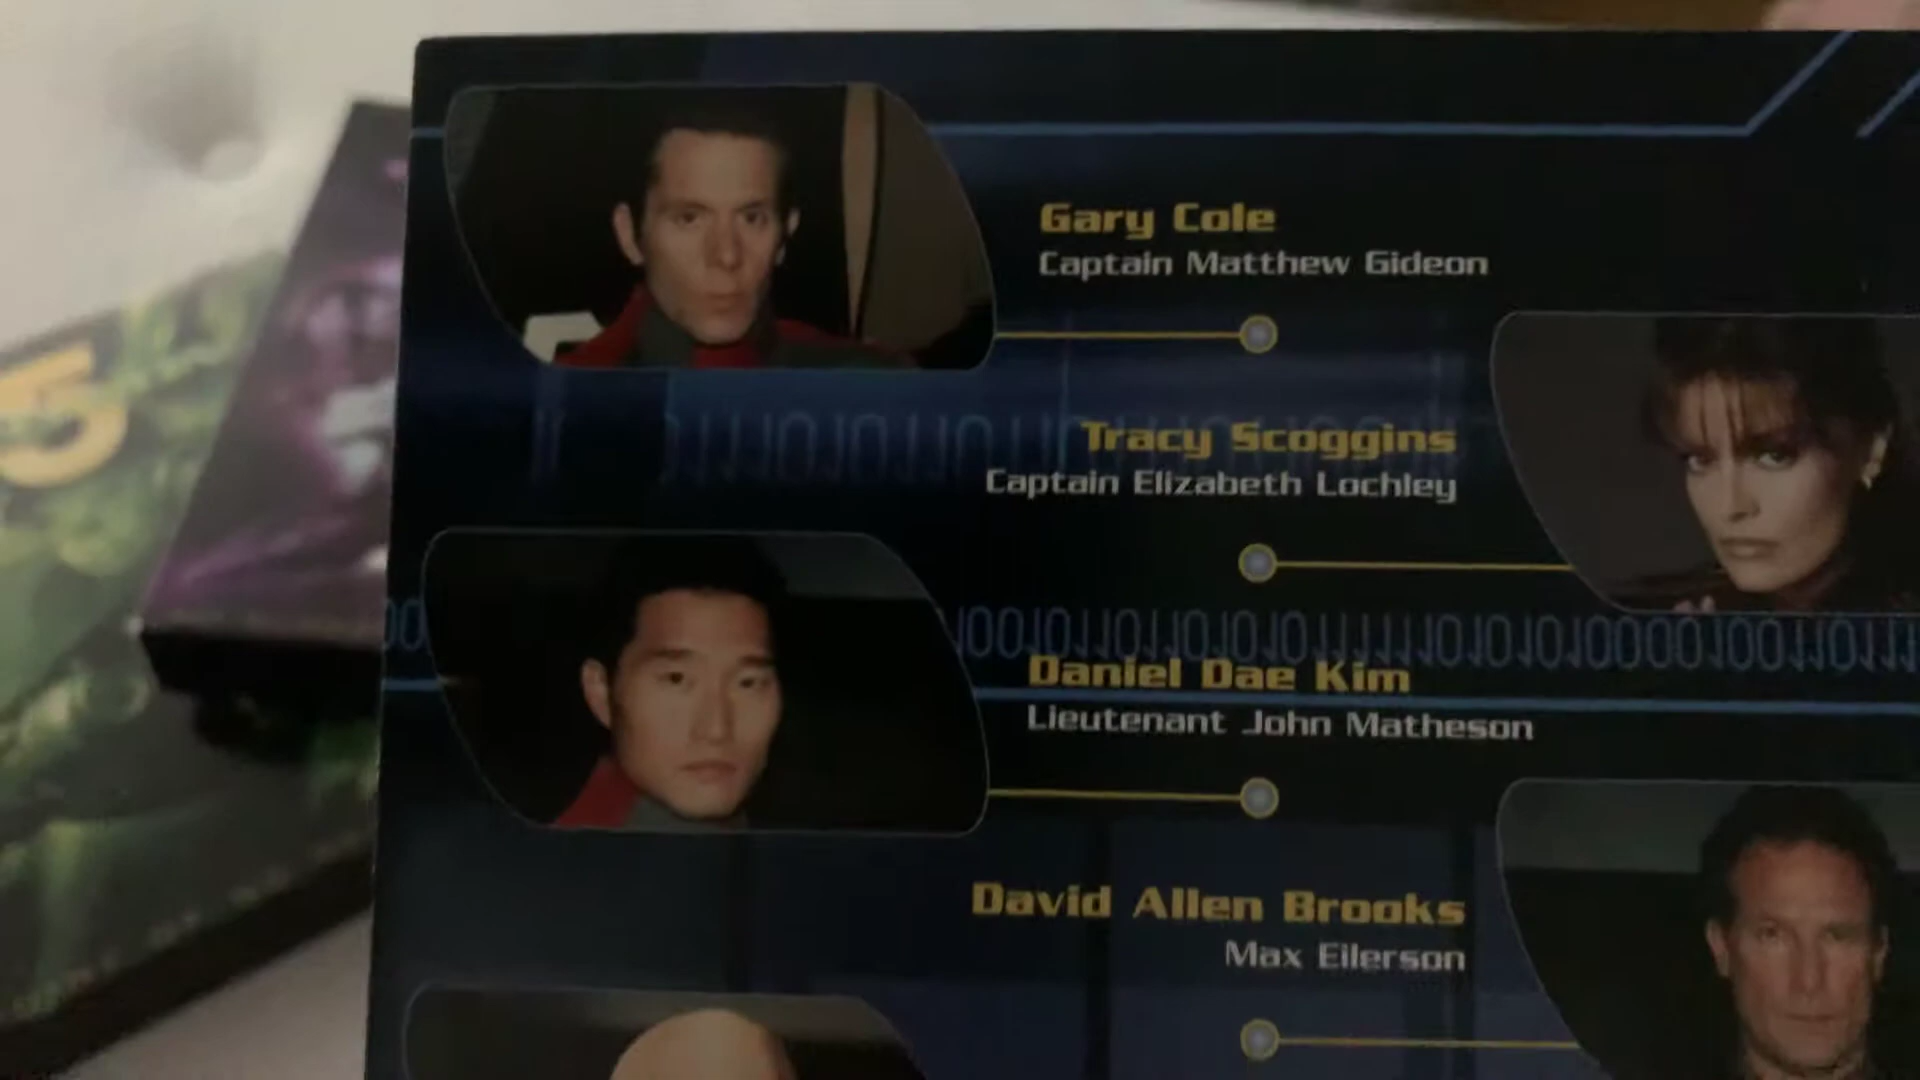 5
Gary Cole
Captain Matthew Gideon
Tracy Scoggins
Captain Elizabeth Lochley
Daniel Dae Kim
Lieutenant John Matheson
David Allen Brooks
Max Eilerson